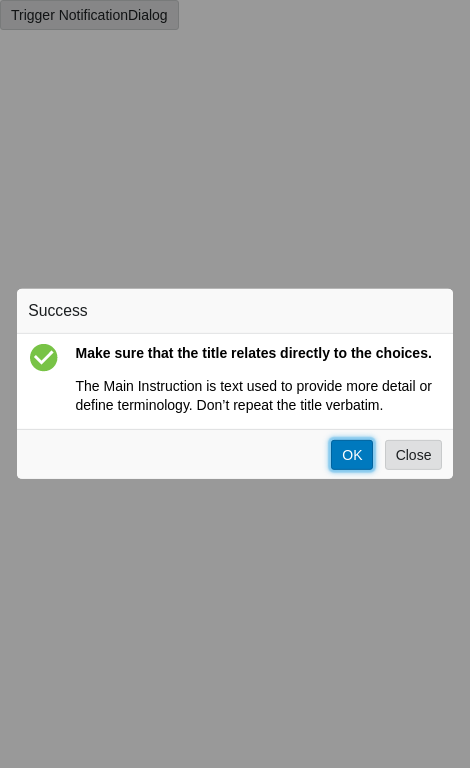 Trigger NotificationDialog
Success
Make sure that the title relates directly to the choices.
The Main Instruction is text used to provide more detail or
define terminology. Don’t repeat the title verbatim.
OK
Close